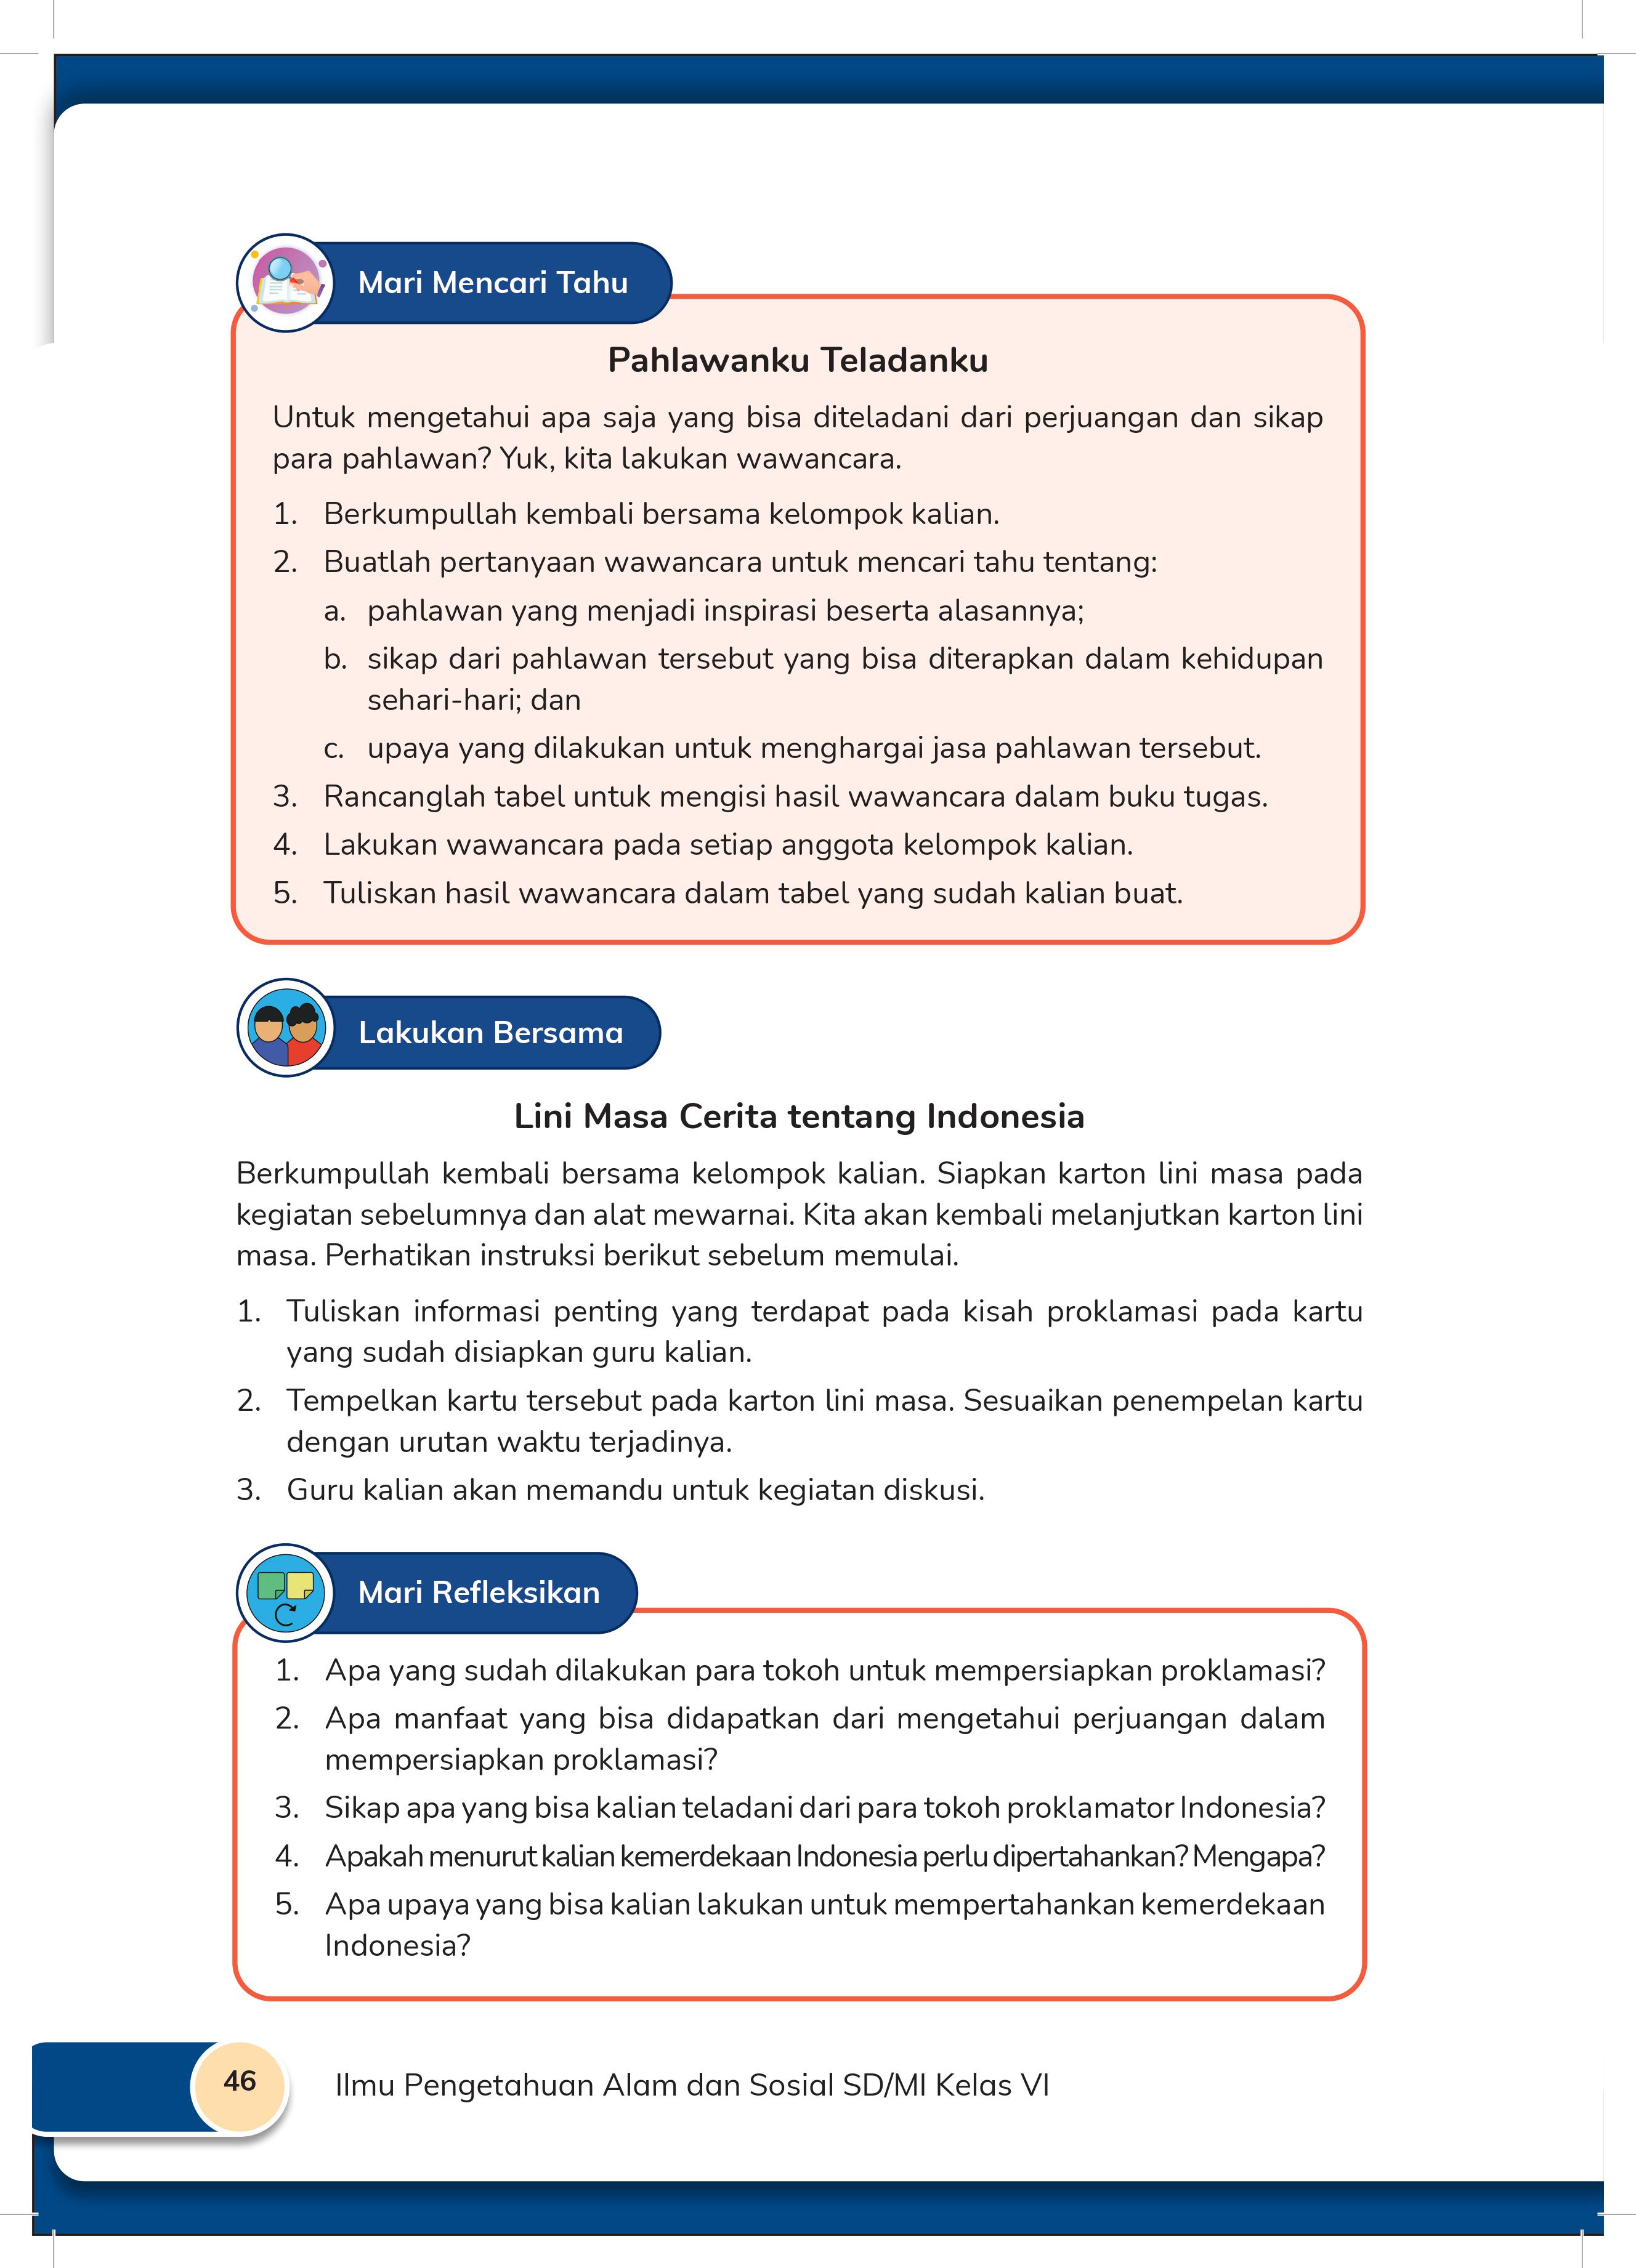 Mari Mencari Tahu
Pahlawanku Teladanku
Untuk mengetahui apa saja yang bisa diteladani dari perjuangan dan sikap
para pahlawan? Yuk, kita lakukan wawancara.
1. Berkumpullah kembali bersama kelompok kalian.
2. Buatlah pertanyaan wawancara untuk mencari tahu tentang:
a. pahlawan yang menjadi inspirasi beserta alasannya;
b. sikap dari pahlawan tersebut yang bisa diterapkan dalam kehidupan
sehari-hari; dan
c. upaya yang dilakukan untuk menghargai jasa pahlawan tersebut.
3. Rancanglah tabel untuk mengisi hasil wawancara dalam buku tugas.
4. Lakukan wawancara pada setiap anggota kelompok kalian.
5. Tuliskan hasil wawancara dalam tabel yang sudah kalian buat.
Lakukan Bersama
Lini Masa Cerita tentang Indonesia
Berkumpullah kembali bersama kelompok kalian. Siapkan karton lini masa pada
kegiatan sebelumnya dan alat mewarnai. Kita akan kembali melanjutkan karton lini
masa. Perhatikan instruksi berikut sebelum memulai.
1. Tuliskan informasi penting yang terdapat pada kisah proklamasi pada kartu
yang sudah disiapkan guru kalian.
2. Tempelkan kartu tersebut pada karton lini masa. Sesuaikan penempelan kartu
dengan urutan waktu terjadinya.
3. Guru kalian akan memandu untuk kegiatan diskusi.
Mari Refleksikan
1. Apa yang sudah dilakukan para tokoh untuk mempersiapkan proklamasi?
2. Apa manfaat yang bisa didapatkan dari mengetahui perjuangan dalam
mempersiapkan proklamasi?
3. Sikap apa yang bisa kalian teladani dari para tokoh proklamator Indonesia?
4. Apakah menurut kalian kemerdekaan Indonesia perlu dipertahankan? Mengapa?
5. Apa upaya yang bisa kalian lakukan untuk mempertahankan kemerdekaan
Indonesia?
46
Ilmu Pengetahuan Alam dan Sosial SD/MI Kelas VI